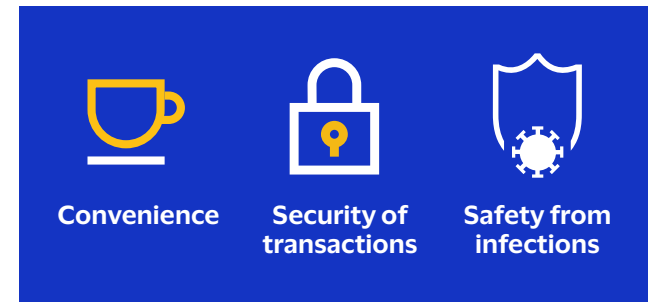 Convenience
Security of
transactions
Safety from
infections